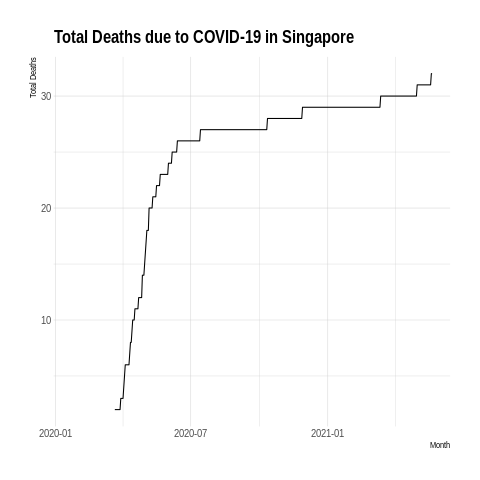 Total Deaths due to COVID-19 in Singapore
Total Deaths
30
20
10
2020-01
2020-07
2021-01
Month